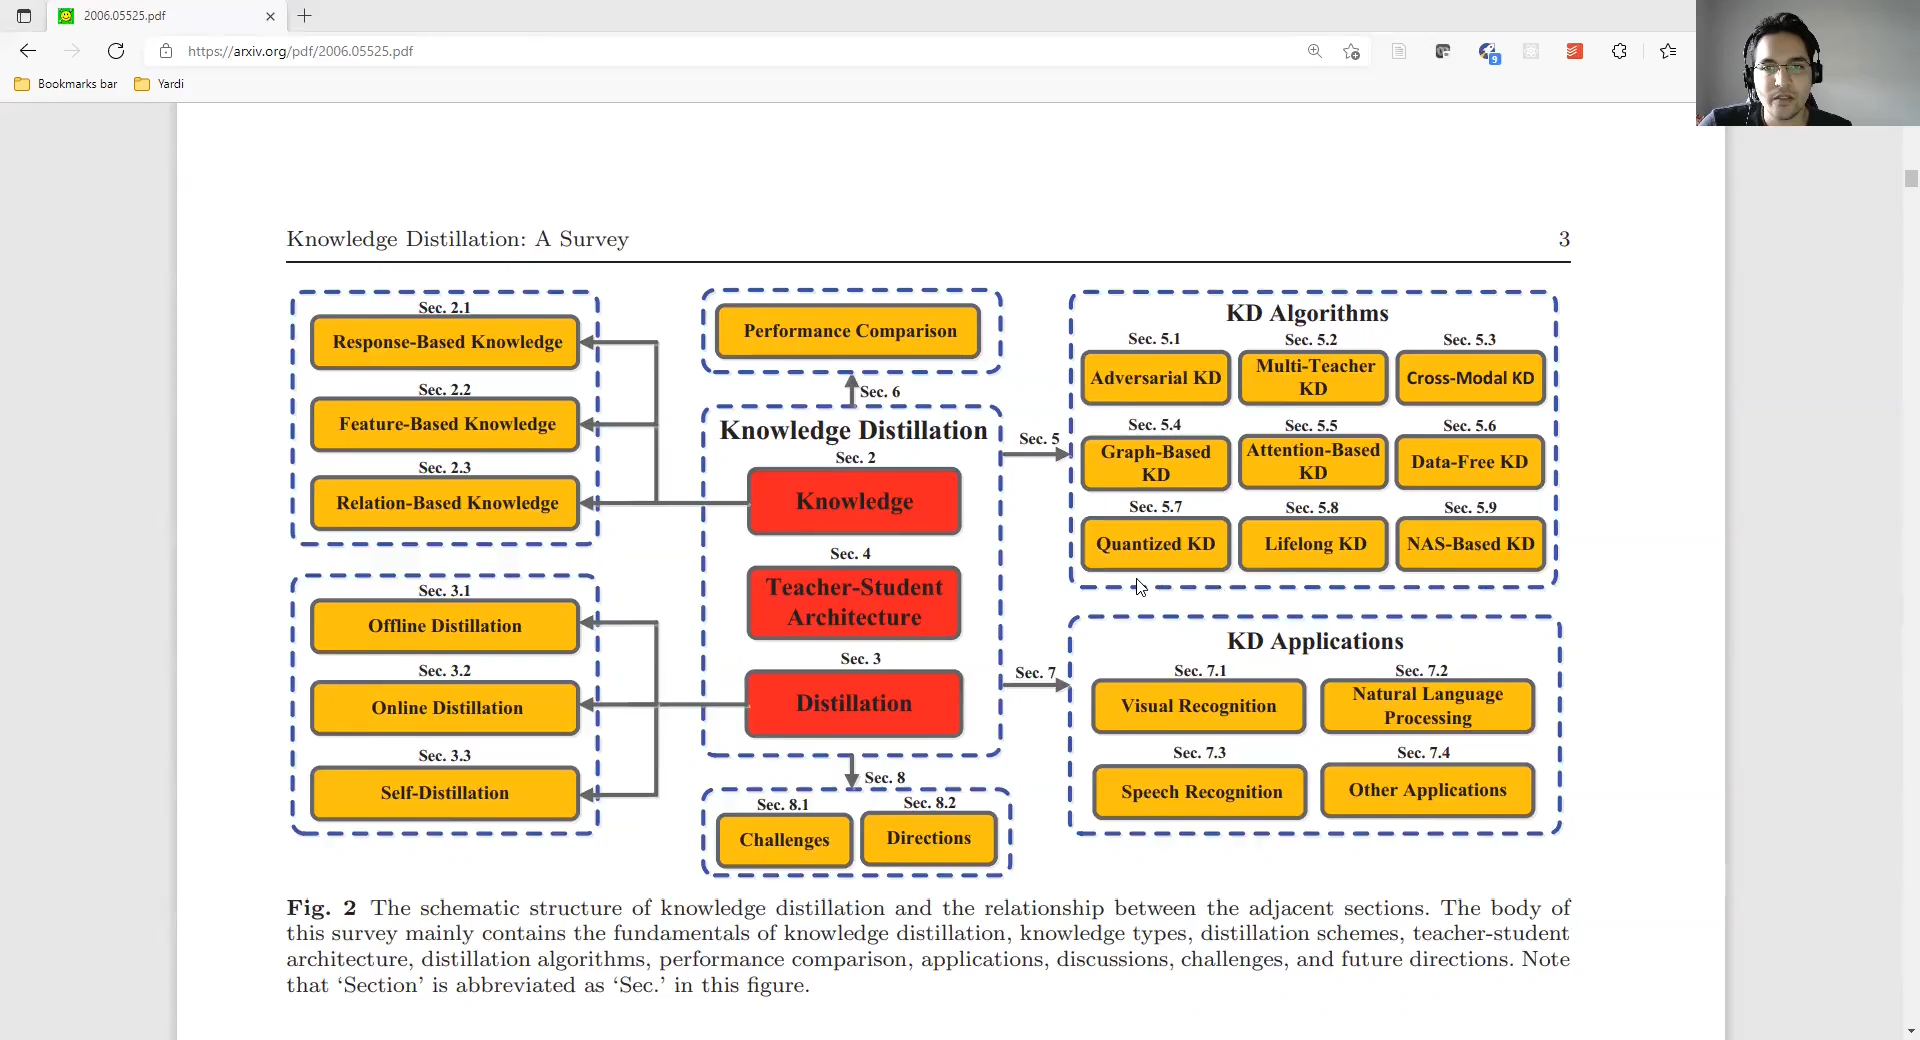 2006.05525.pdf
https://arxiv.org/pdf/2006.05525.pdf
9
Bookmarks bar
Yardi
Knowledge Distillation: A Survey
3
Sec. 2.1
Response-Based Knowledge
Sec. 2.2
Feature-Based Knowledge
Sec. 2.3
Relation-Based Knowledge
Sec. 3.1
Offline Distillation
Sec. 3.2
Online Distillation
Sec. 3.3
Self-Distillation
Performance Comparison
Sec. 6
Knowledge Distillation
Sec. 2
Knowledge
Sec. 4
Teacher-Student
Architecture
Sec. 3
Distillation
Sec. 8
Sec. 8.1
Challenges
Sec. 8.2
Directions
Sec. 5
KD Algorithms
Sec. 5.1
Adversarial KD
Sec. 5.2
Multi-Teacher
KD
Sec. 5.3
Cross-Modal KD
Sec. 5.4
Graph-Based
KD
Sec. 5.5
Attention-Based
KD
Sec. 5.6
Data-Free KD
Sec. 5.7
Quantized KD
Sec. 5.8
Lifelong KD
Sec. 5.9
NAS-Based KD
Sec. 7
KD Applications
Sec. 7.1
Visual Recognition
Sec. 7.2
Natural Language
Processing
Sec. 7.3
Speech Recognition
Sec. 7.4
Other Applications
Fig. 2 The schematic structure of knowledge distillation and the relationship between the adjacent sections. The body of
this survey mainly contains the fundamentals of knowledge distillation, knowledge types, distillation schemes, teacher-student
architecture, distillation algorithms, performance comparison, applications, discussions, challenges, and future directions. Note
that ‘Section’ is abbreviated as ‘Sec.’ in this figure.